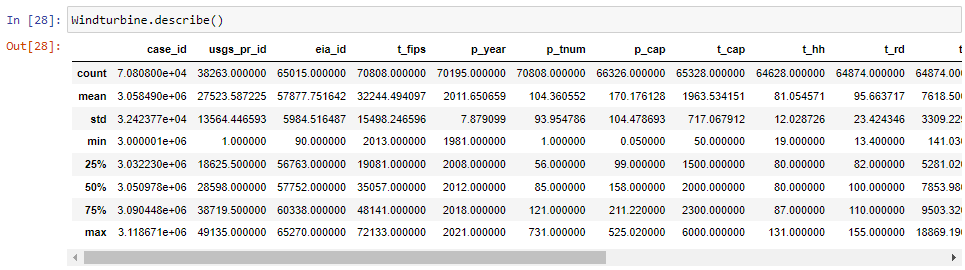 In [28]: Windturbine.describe()
Out[28]:
case_id usgs_pr_id eia_id t_fips p_year p_tnum p_cap t_cap t_hh t_rd t
count 7.080800e+04 38263.000000 65015.000000 70808.000000 70195.000000 70808.000000 66326.000000 65328.000000 64628.000000 64874.000000 64874.000
mean 3.058490e+06 27523.587225 57877.751642 32244.494097 2011.650659 104.360552 170.176128 1963.534151 81.054571 95.663717 7618.50
std 3.242377e+04 13564.446593 5984.516487 15498.246596 7.879099 93.954786 104.478693 717.067912 12.028726 23.424346 3309.229
min 3.000001e+06 1.000000 90.000000 2013.000000 1981.000000 1.000000 0.050000 50.000000 19.000000 13.400000 141.030
25% 3.032230e+06 18625.500000 56763.000000 19081.000000 2008.000000 56.000000 99.000000 1500.000000 80.000000 82.000000 5281.020
50% 3.050978e+06 28598.000000 57752.000000 35057.000000 2012.000000 85.000000 158.000000 2000.000000 80.000000 100.000000 7853.980
75% 3.090448e+06 38719.500000 60338.000000 48141.000000 2018.000000 121.000000 211.220000 2300.000000 87.000000 110.000000 9503.320
max 3.118671e+06 49135.000000 65270.000000 72133.000000 2021.000000 731.000000 525.020000 6000.000000 131.000000 155.000000 18869.190